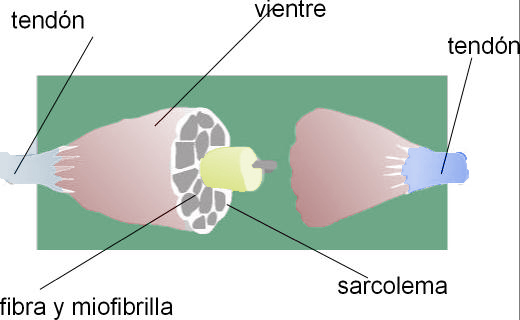 tendón
vientre
tendón
sarcolema
fibra y miofibrilla